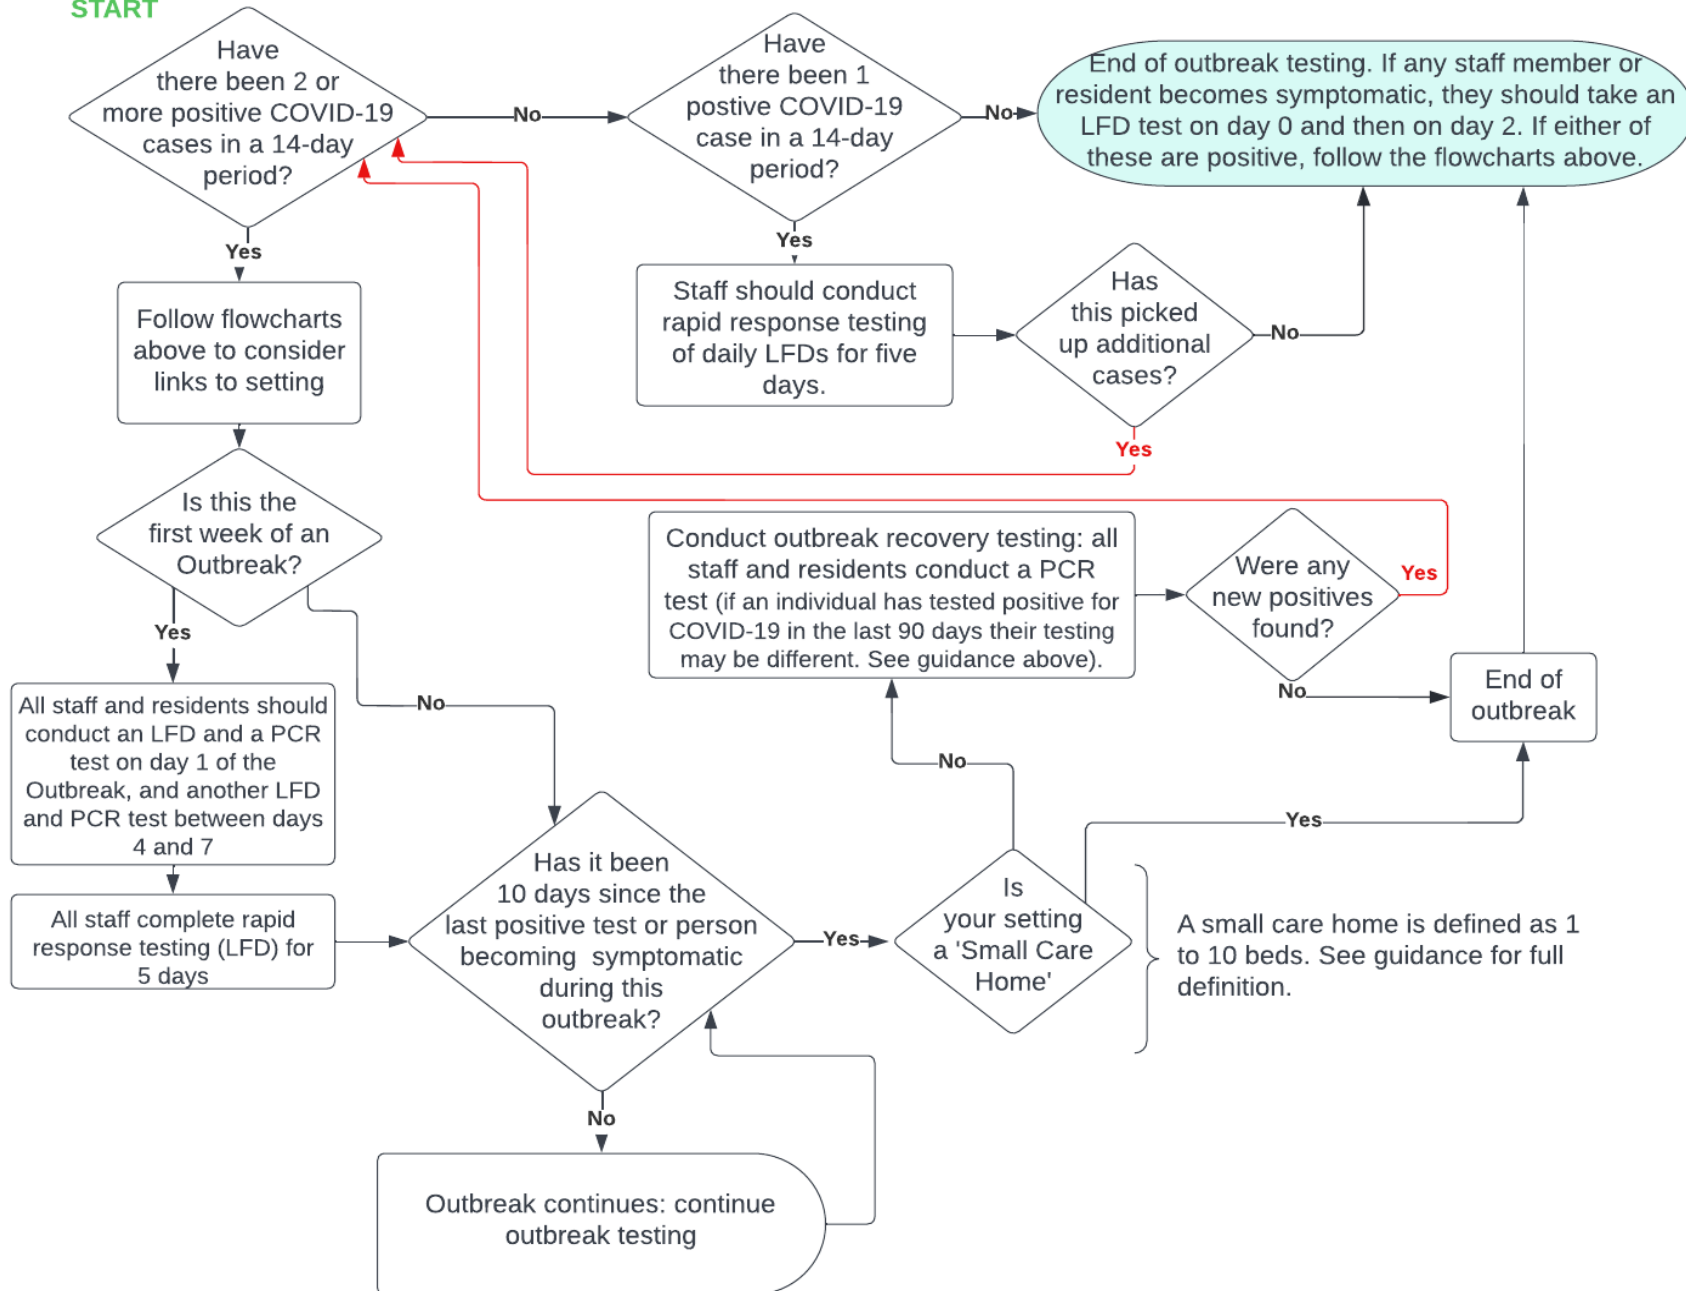 START
Have
there been 2 or
more positive COVID-19
cases in a 14-day
period?
No
Have
there been 1
postive COVID-19
case in a 14-day
period?
No
End of outbreak testing. If any staff member or
resident becomes symptomatic, they should take an
LFD test on day 0 and then on day 2. If either of
these are positive, follow the flowcharts above.
Yes
Follow flowcharts
above to consider
links to setting
Yes
Staff should conduct
rapid response testing
of daily LFDs for five
days.
Has
this picked
up additional
cases?
No
Yes
Is this the
first week of an
Outbreak?
Yes
No
All staff and residents should
conduct an LFD and a PCR
test on day 1 of the
Outbreak, and another LFD
and PCR test between days
4 and 7
All staff complete rapid
response testing (LFD) for
5 days
Conduct outbreak recovery testing: all
staff and residents conduct a PCR
test (if an individual has tested positive for
COVID-19 in the last 90 days their testing
may be different. See guidance above).
Were any
new positives
found?
Yes
No
End of
outbreak
No
Yes
Has it been
10 days since the
last positive test or person
becoming  symptomatic
during this
outbreak?
Yes
Is
your setting
a 'Small Care
Home'
A small care home is defined as 1
to 10 beds. See guidance for full
definition.
No
Outbreak continues: continue
outbreak testing